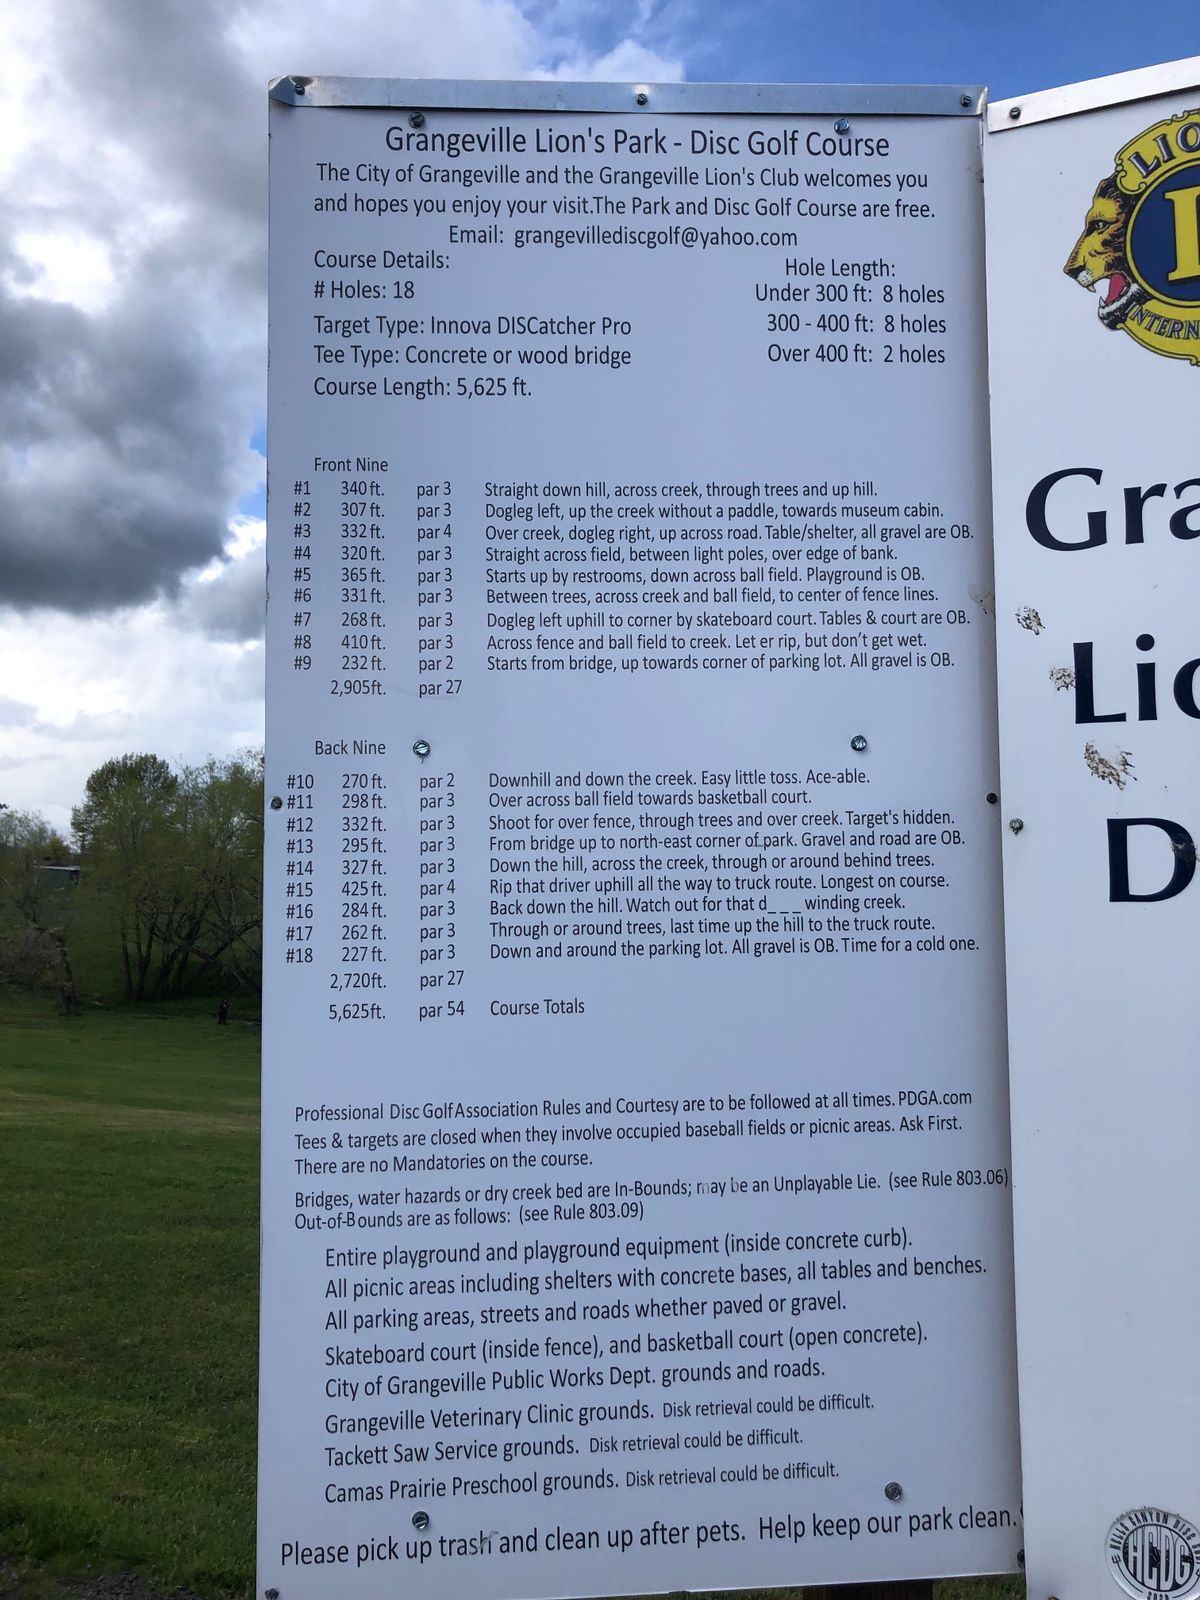 Grangeville Lion's Park - Disc Golf Course
The City of Grangeville and the Grangeville Lion's Club welcomes you
and hopes you enjoy your visit.The Park and Disc Golf Course are free.
Email: grangevillediscgolf@yahoo.com
Course Details:
# Holes: 18
Target Type: Innova DISCatcher Pro
Tee Type: Concrete or wood bridge
Course Length: 5,625 ft.
Hole Length:
Under 300 ft: 8 holes
300 - 400 ft: 8 holes
Over 400 ft: 2 holes
Front Nine
#1 340 ft. par 3 Straight down hill, across creek, through trees and up hill.
#2 307 ft. par 3 Dogleg left, up the creek without a paddle, towards museum cabin.
#3 332 ft. par 4 Over creek, dogleg right, up across road. Table/shelter, all gravel are OB.
#4 320 ft. par 3 Straight across field, between light poles, over edge of bank.
#5 365 ft. par 3 Starts up by restrooms, down across ball field. Playground is OB.
#6 331 ft. par 3 Between trees, across creek and ball field, to center of fence lines.
#7 268 ft. par 3 Dogleg left uphill to corner by skateboard court. Tables & court are OB.
#8 410 ft. par 3 Across fence and ball field to creek. Let er rip, but don't get wet.
#9 232 ft. par 2 Starts from bridge, up towards corner of parking lot. All gravel is OB.
2,905ft. par 27
Back Nine
#10 270 ft. par 2 Downhill and down the creek. Easy little toss. Ace-able.
#11 298 ft. par 3 Over across ball field towards basketball court.
#12 332 ft. par 3 Shoot for over fence, through trees and over creek. Target's hidden.
#13 295 ft. par 3 From bridge up to north-east corner of park. Gravel and road are OB.
#14 327 ft. par 3 Down the hill, across the creek, through or around behind trees.
#15 425 ft. par 4 Rip that driver uphill all the way to truck route. Longest on course.
#16 284 ft. par 3 Back down the hill. Watch out for that d_ _ _ winding creek.
#17 262 ft. par 3 Through or around trees, last time up the hill to the truck route.
#18 227 ft. par 3 Down and around the parking lot. All gravel is OB. Time for a cold one.
2,720ft. par 27
5,625ft. par 54 Course Totals
Professional Disc Golf Association Rules and Courtesy are to be followed at all times. PDGA.com
Tees & targets are closed when they involve occupied baseball fields or picnic areas. Ask First.
There are no Mandatories on the course.
Bridges, water hazards or dry creek bed are In-Bounds; may be an Unplayable Lie. (see Rule 803.06)
Out-of-Bounds are as follows: (see Rule 803.09)
Entire playground and playground equipment (inside concrete curb).
All picnic areas including shelters with concrete bases, all tables and benches.
All parking areas, streets and roads whether paved or gravel.
Skateboard court (inside fence), and basketball court (open concrete).
City of Grangeville Public Works Dept. grounds and roads.
Grangeville Veterinary Clinic grounds. Disk retrieval could be difficult.
Tackett Saw Service grounds. Disk retrieval could be difficult.
Camas Prairie Preschool grounds. Disk retrieval could be difficult.
Please pick up trash and clean up after pets. Help keep our park clean.
LIO
L
INTERN
Gra
Lio
D
HCDG